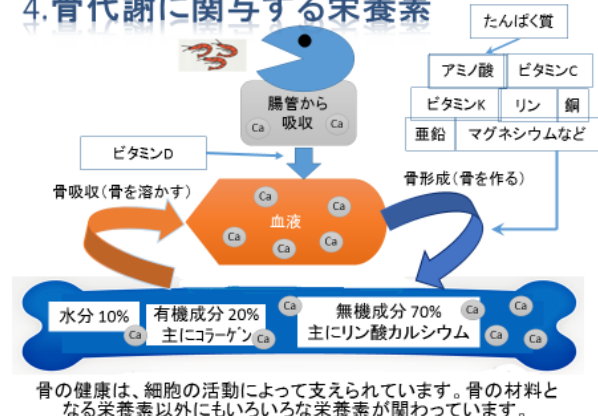 4.骨代謝に関与する栄養素
たんぱく質
アミノ酸
ビタミンC
ビタミンK
リン
銅
亜鉛
マグネシウムなど
腸管から
吸収
Ca
Ca
ビタミンD
骨吸収(骨を溶かす)
骨形成(骨を作る)
血液
Ca
Ca
Ca
Ca
Ca
水分 10%
有機成分 20%
主にコラーゲン
無機成分 70%
主にリン酸カルシウム
Ca
Ca
Ca
Ca
Ca
Ca
Ca
骨の健康は、細胞の活動によって支えられています。骨の材料と
なる栄養素以外にもいろいろな栄養素が関わっています。